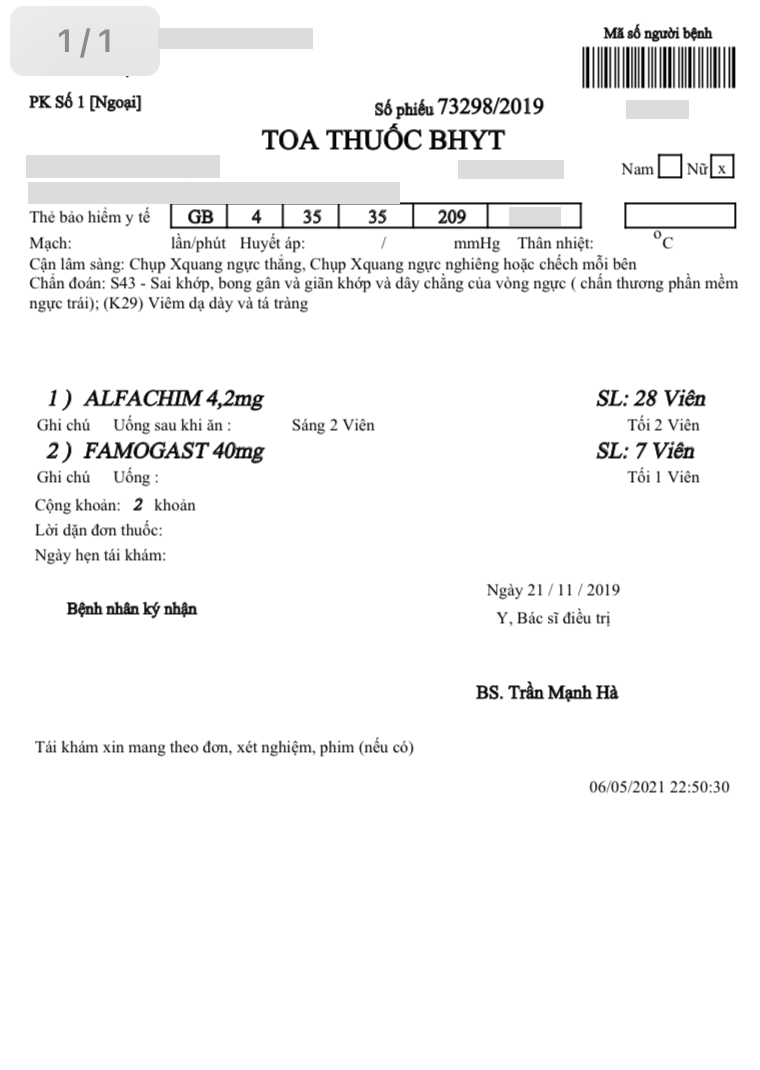 1/1
Mã số người bệnh
PK Số 1 [Ngoại]
Số phiếu 73298/2019
TOA THUỐC BHYT
Nam Nữ x
Thẻ bảo hiểm y tế GB 4 35 35 209
Mạch: lần/phút Huyết áp: / mmHg Thân nhiệt: °C
Cận lâm sàng: Chụp Xquang ngực thẳng, Chụp Xquang ngực nghiêng hoặc chếch mỗi bên
Chẩn đoán: S43 - Sai khớp, bong gân và giãn khớp và dây chằng của vòng ngực ( chấn thương phần mềm
ngực trái); (K29) Viêm dạ dày và tá tràng
1 ) ALFACHIM 4,2mg SL: 28 Viên
Ghi chú Uống sau khi ăn : Sáng 2 Viên Tối 2 Viên
2 ) FAMOGAST 40mg SL: 7 Viên
Ghi chú Uống : Tối 1 Viên
Cộng khoản: 2 khoản
Lời dặn đơn thuốc:
Ngày hẹn tái khám:
Ngày 21 / 11 / 2019
Bệnh nhân ký nhận
Y, Bác sĩ điều trị
BS. Trần Mạnh Hà
Tái khám xin mang theo đơn, xét nghiệm, phim (nếu có)
06/05/2021 22:50:30